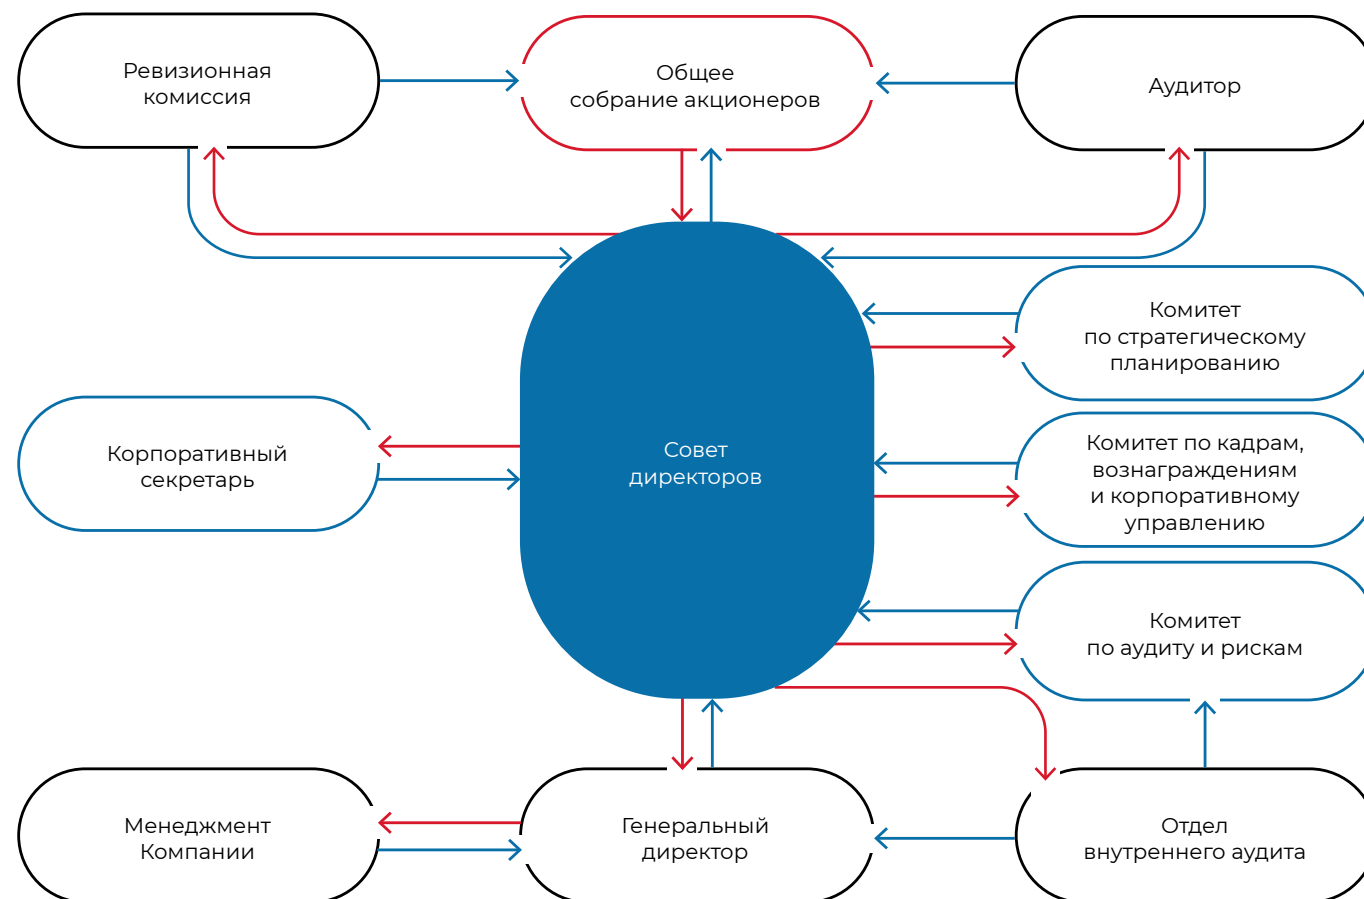 Ревизионная
комиссия
Общее
собрание акционеров
Аудитор
Комитет
по стратегическому
планированию
Корпоративный
секретарь
Совет
директоров
Комитет по кадрам,
вознаграждениям
и корпоративному
управлению
Комитет
по аудиту и рискам
Менеджмент
Компании
Генеральный
директор
Отдел
внутреннего аудита